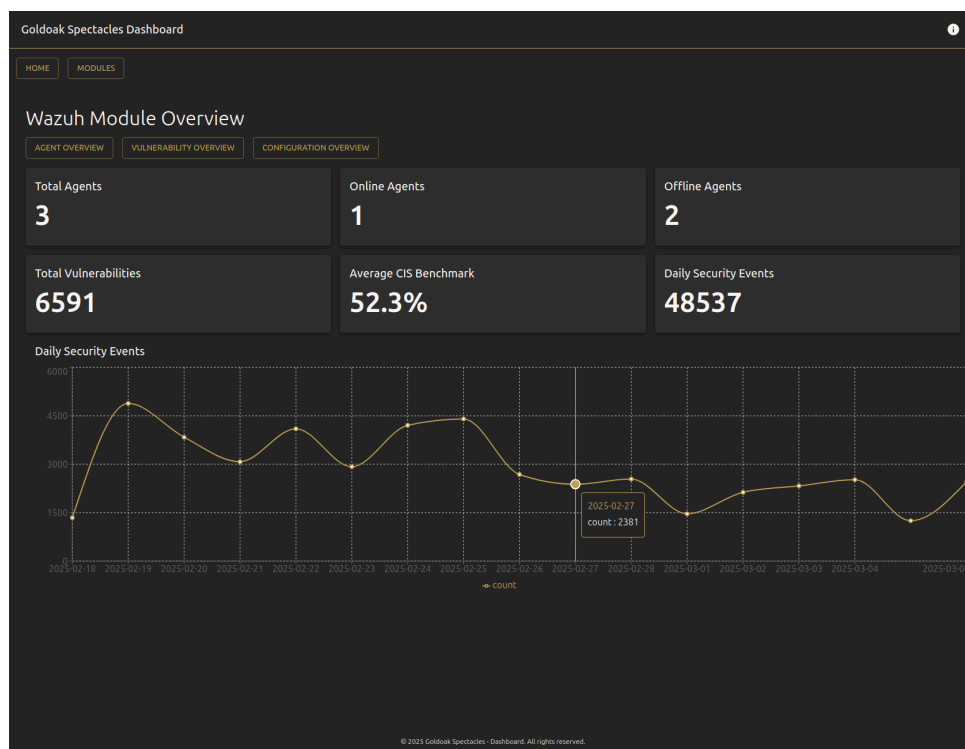 Goldoak Spectacles Dashboard
HOME MODULES
Wazuh Module Overview
AGENT OVERVIEW VULNERABILITY OVERVIEW CONFIGURATION OVERVIEW
Total Agents Online Agents Offline Agents
3 1 2
Total Vulnerabilities Average CIS Benchmark Daily Security Events
6591 52.3% 48537
Daily Security Events
6000
4500
3000
1500
2025-02-27
count : 2381
0
2025-02-18 2025-02-19 2025-02-20 2025-02-21 2025-02-22 2025-02-23 2025-02-24 2025-02-25 2025-02-26 2025-02-27 2025-02-28 2025-03-01 2025-03-02 2025-03-03 2025-03-04
count
© 2025 Goldoak Spectacles - Dashboard. All rights reserved.